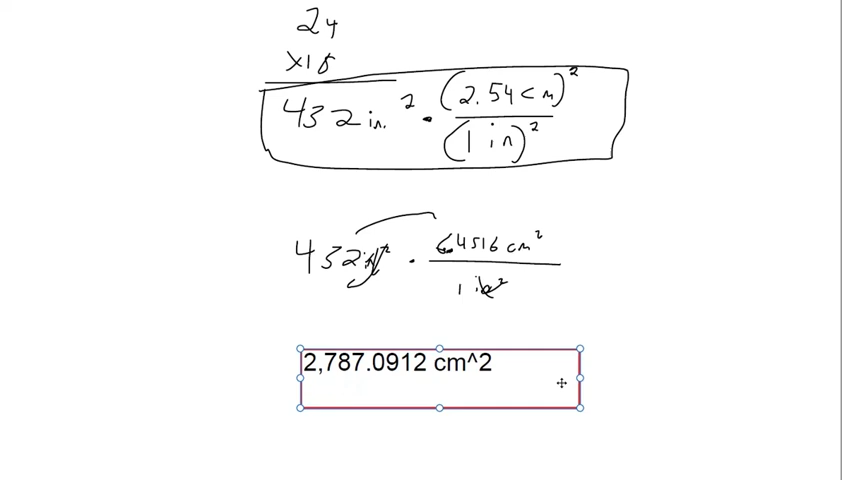 24
×18
432 in.² · (2.54 cm)²
(1 in)²
432 in² · 6.4516 cm²
1 in²
2,787.0912 cm^2